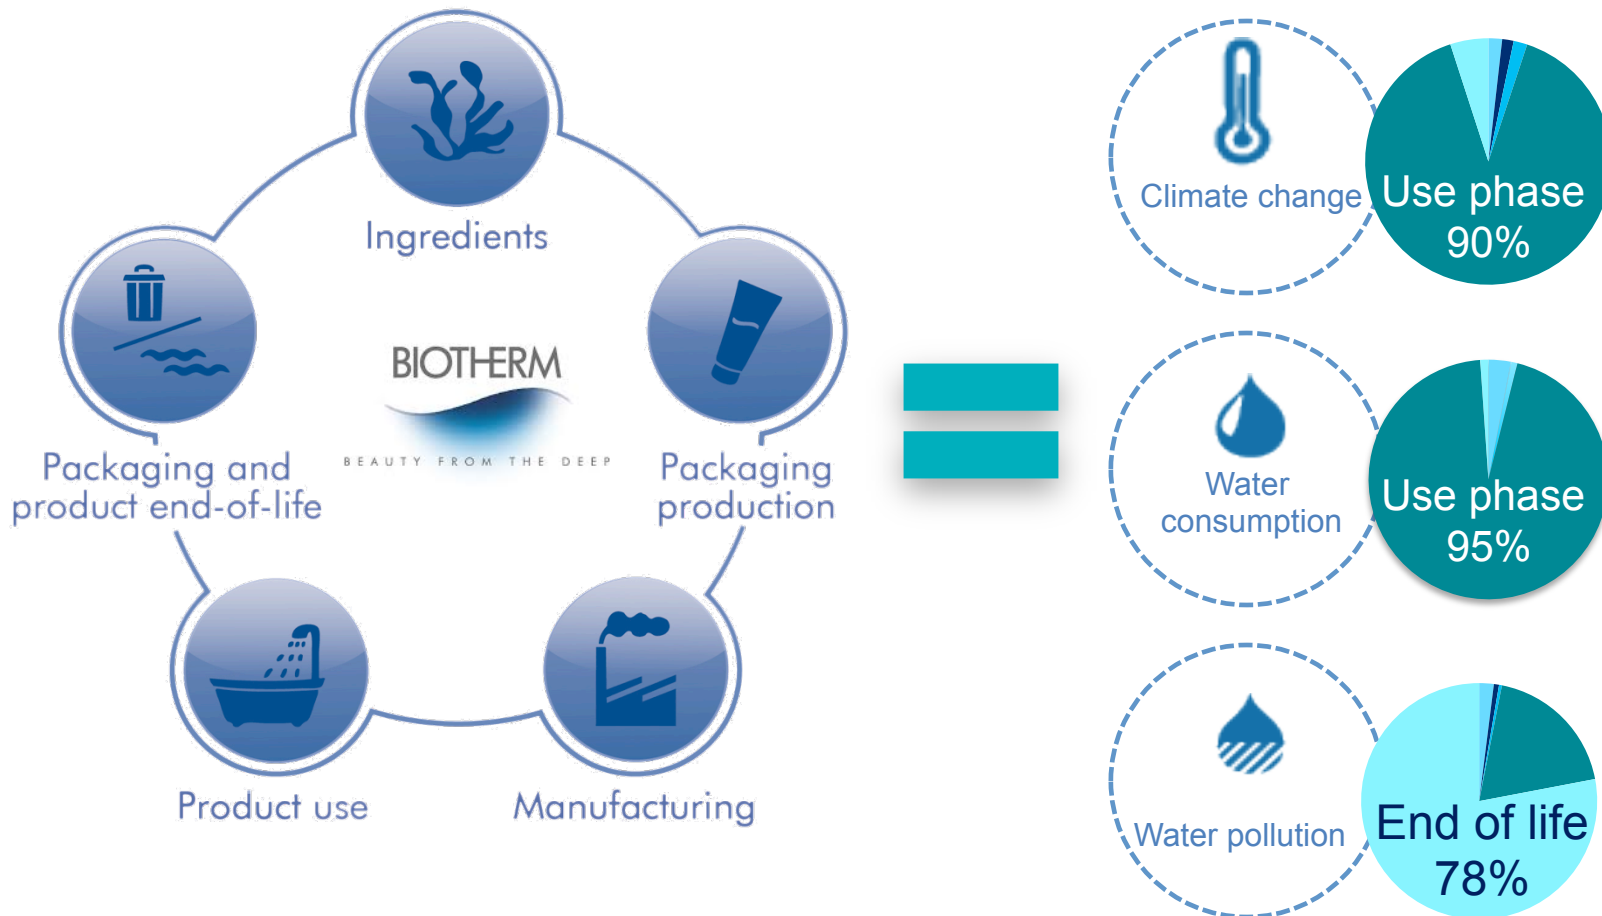 Ingredients
Packaging
production
Manufacturing
Product use
Packaging and
product end-of-life
BIOTHERM
BEAUTY FROM THE DEEP
Climate change
Use phase
90%
Water
consumption
Use phase
95%
Water pollution
End of life
78%